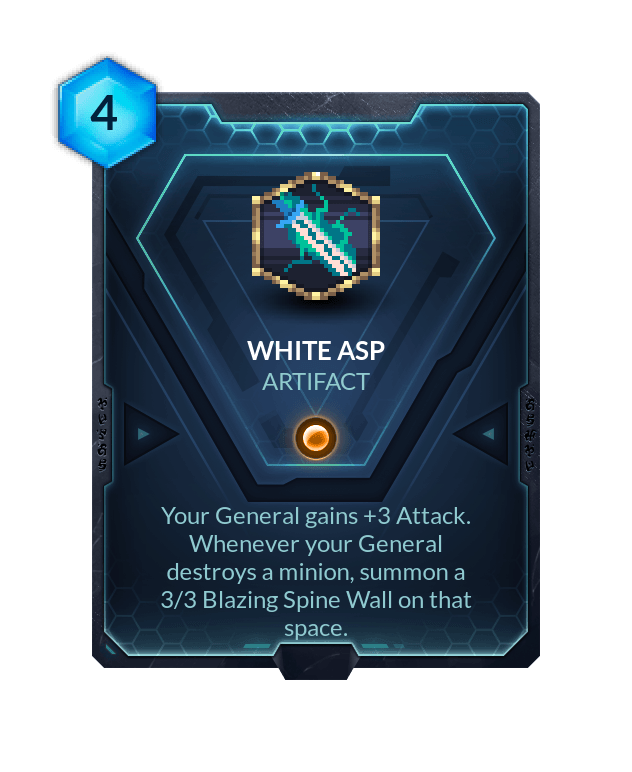 4
WHITE ASP
ARTIFACT
Your General gains +3 Attack.
Whenever your General
destroys a minion, summon a
3/3 Blazing Spine Wall on that
space.